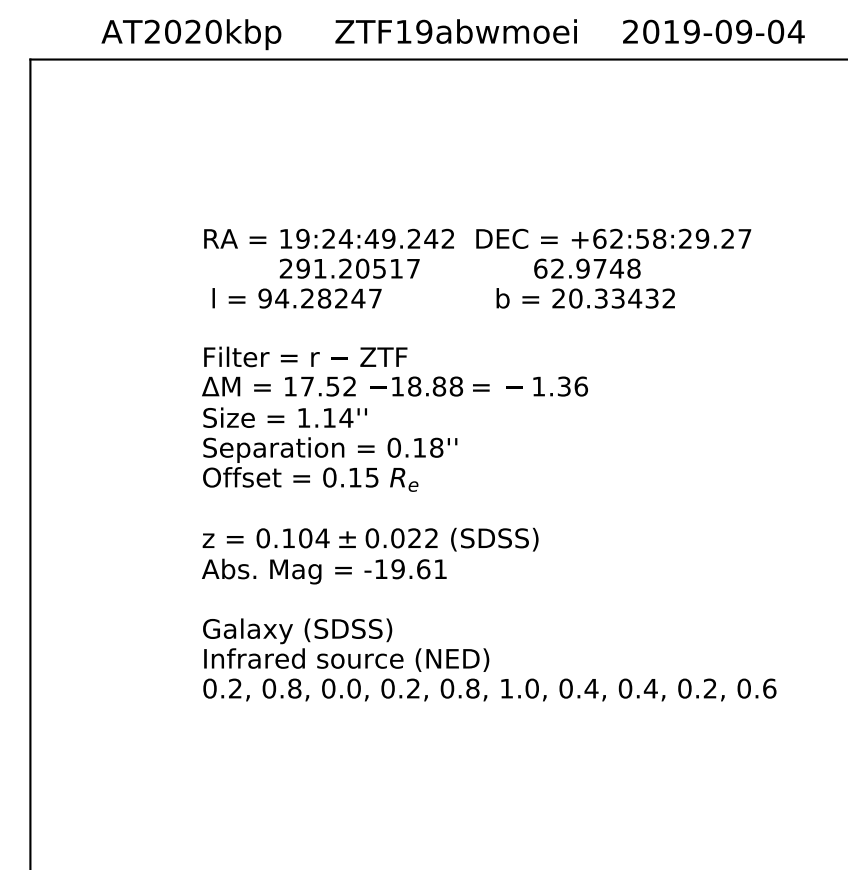 AT2020kbp ZTF19abwmoei 2019-09-04
RA = 19:24:49.242 DEC = +62:58:29.27
291.20517 62.9748
l = 94.28247 b = 20.33432
Filter = r − ZTF
ΔM = 17.52 −18.88 = − 1.36
Size = 1.14''
Separation = 0.18''
Offset = 0.15 Rₑ
z = 0.104 ± 0.022 (SDSS)
Abs. Mag = -19.61
Galaxy (SDSS)
Infrared source (NED)
0.2, 0.8, 0.0, 0.2, 0.8, 1.0, 0.4, 0.4, 0.2, 0.6